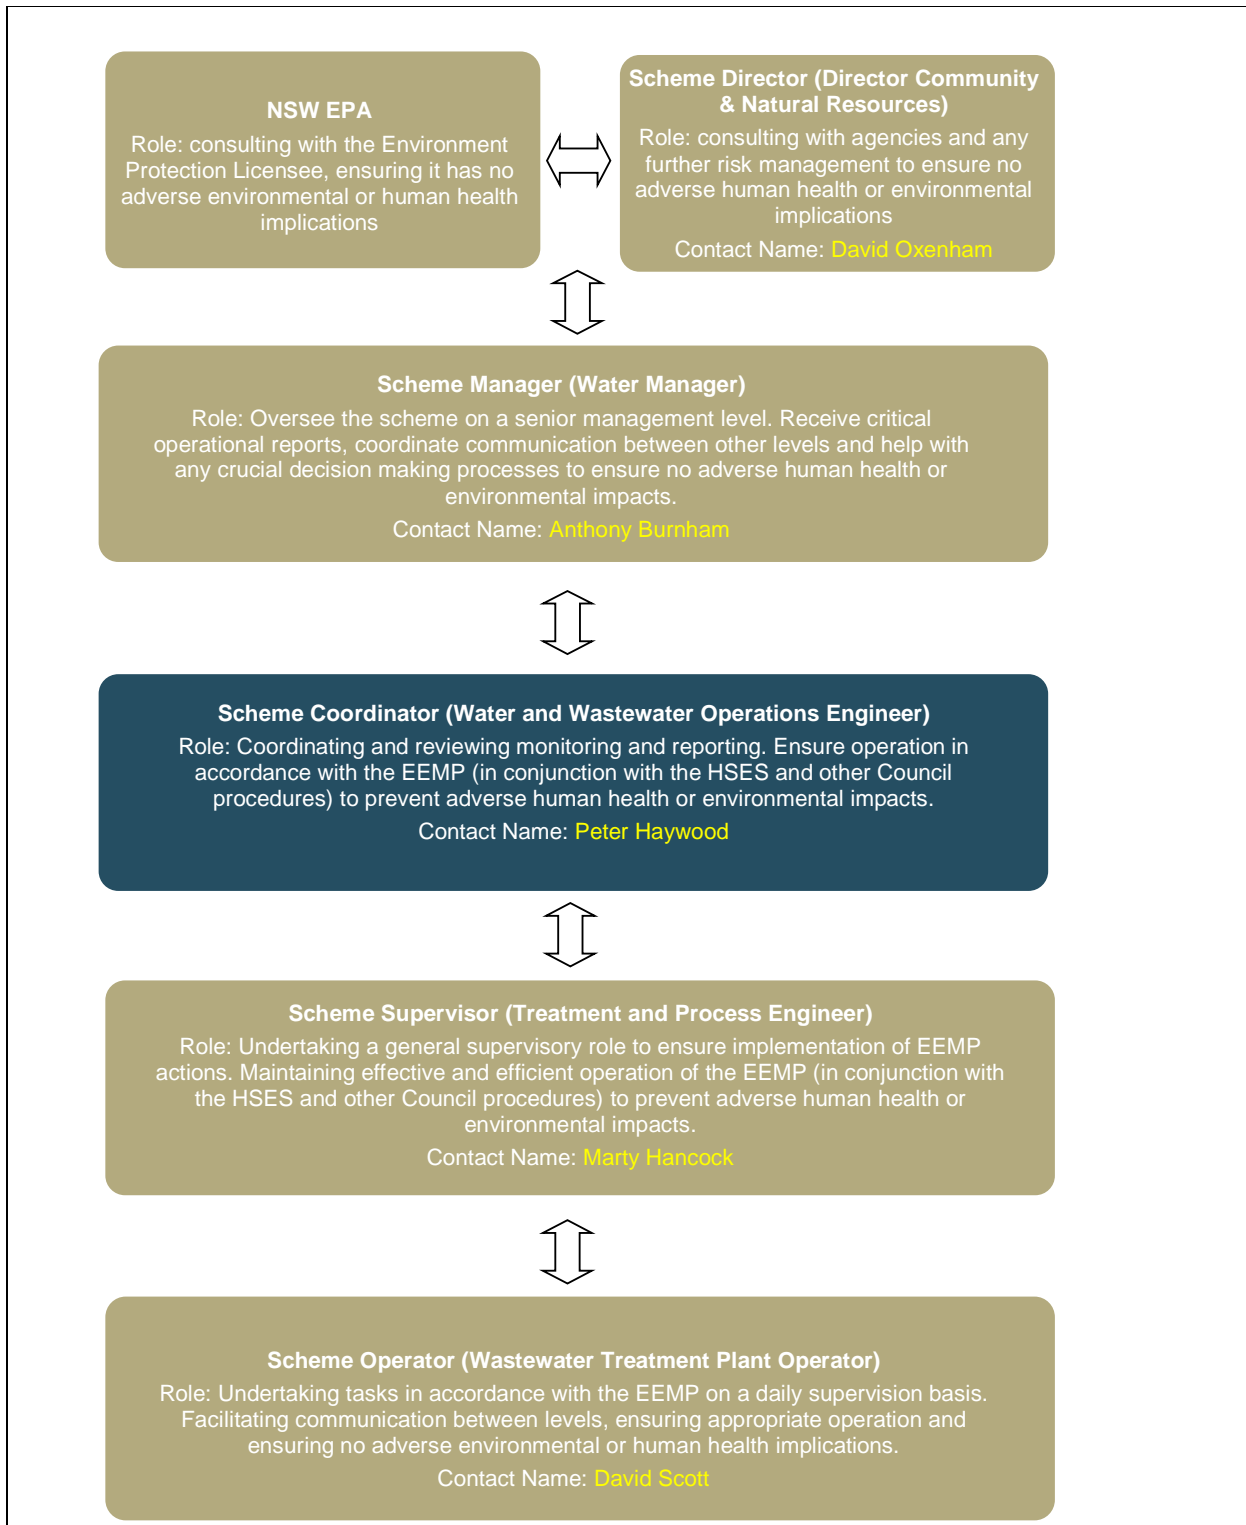 NSW EPA
Role: consulting with the Environment
Protection Licensee, ensuring it has no
adverse environmental or human health
implications
Scheme Director (Director Community
& Natural Resources)
Role: consulting with agencies and any
further risk management to ensure no
adverse human health or environmental
implications
Contact Name: David Oxenham
Scheme Manager (Water Manager)
Role: Oversee the scheme on a senior management level. Receive critical
operational reports, coordinate communication between other levels and help with
any crucial decision making processes to ensure no adverse human health or
environmental impacts.
Contact Name: Anthony Burnham
Scheme Coordinator (Water and Wastewater Operations Engineer)
Role: Coordinating and reviewing monitoring and reporting. Ensure operation in
accordance with the EEMP (in conjunction with the HSES and other Council
procedures) to prevent adverse human health or environmental impacts.
Contact Name: Peter Haywood
Scheme Supervisor (Treatment and Process Engineer)
Role: Undertaking a general supervisory role to ensure implementation of EEMP
actions. Maintaining effective and efficient operation of the EEMP (in conjunction with
the HSES and other Council procedures) to prevent adverse human health or
environmental impacts.
Contact Name: Marty Hancock
Scheme Operator (Wastewater Treatment Plant Operator)
Role: Undertaking tasks in accordance with the EEMP on a daily supervision basis.
Facilitating communication between levels, ensuring appropriate operation and
ensuring no adverse environmental or human health implications.
Contact Name: David Scott